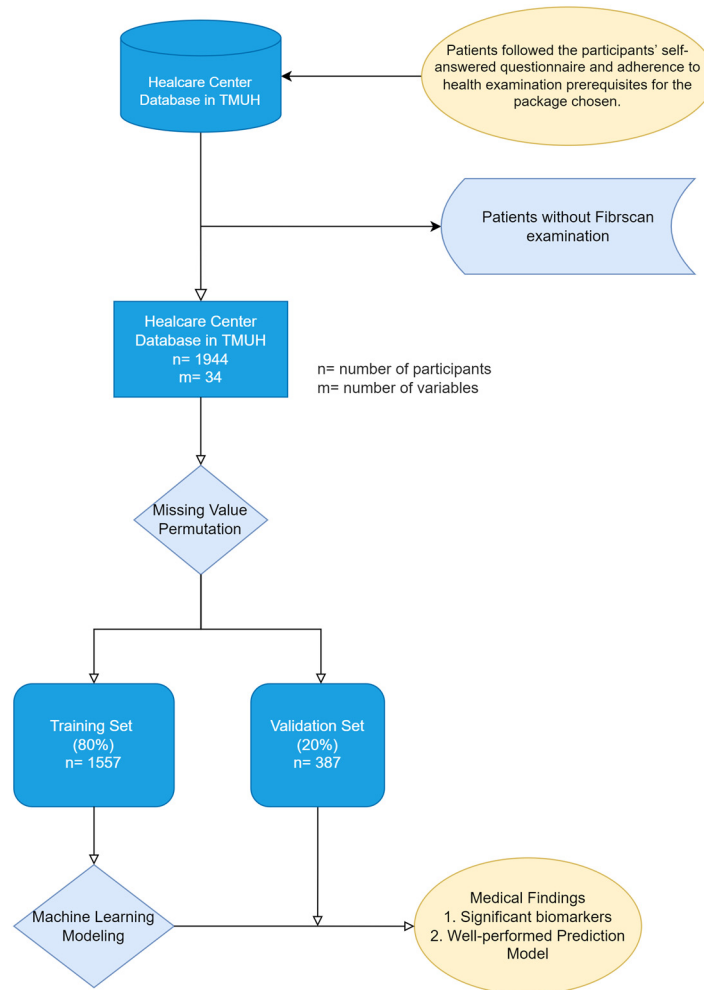 Healcare Center
Database in TMUH
Patients followed the participants' self-
answered questionnaire and adherence to
health examination prerequisites for the
package chosen.
Patients without Fibrscan
examination
Healcare Center
Database in TMUH
n= 1944
m= 34
n= number of participants
m= number of variables
Missing Value
Permutation
Training Set
(80%)
n= 1557
Validation Set
(20%)
n= 387
Machine Learning
Modeling
Medical Findings
1. Significant biomarkers
2. Well-performed Prediction
Model